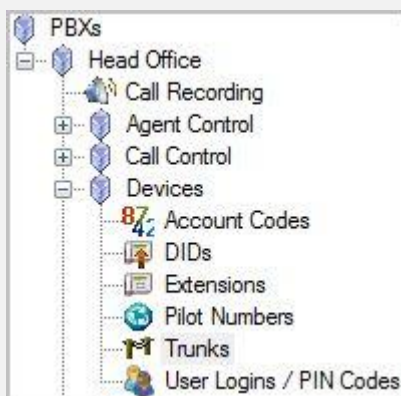 PBXs
Head Office
Call Recording
Agent Control
Call Control
Devices
Account Codes
DIDs
Extensions
Pilot Numbers
Trunks
User Logins / PIN Codes